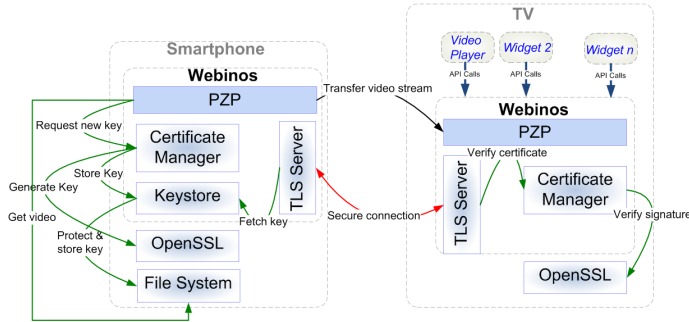 TV
Smartphone
Video
Player
Widget 2
Widget n
API Calls
API Calls
API Calls
Webinos
PZP
Transfer video stream
Webinos
PZP
Request new key
Certificate
Manager
TLS Server
Verify certificate
Store Key
TLS Server
Certificate
Manager
Generate Key
Keystore
Get video
Fetch key
Secure connection
Verify signature
Protect &
store key
OpenSSL
File System
OpenSSL